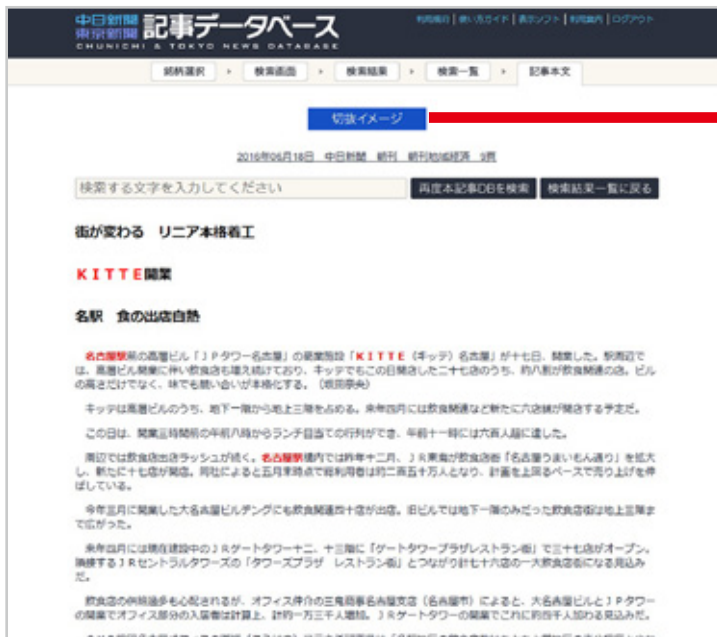 中日新聞
東京新聞 記事データベース
CHUNICHI & TOKYO NEWS DATABASE
利用規約 | 使い方ガイド | 表示ソフト | 利用案内 | ログアウト
銘柄選択 検索画面 検索結果 検索一覧 記事本文
切抜イメージ
2016年06月18日 中日新聞 朝刊 朝刊地域経済 9頁
検索する文字を入力してください 再度本記事DBを検索 検索結果一覧に戻る
街が変わる リニア本格着工
KITTE開業
名駅 食の出店白熱
名古屋駅前の高層ビル「JPタワー名古屋」の商業施設「KITTE(キッテ)名古屋」が十七日、開業した。駅周辺で
は、高層ビル開業に伴い飲食店も増え続けており、キッテでもこの日開店した二十七店のうち、約八割が飲食関連の店。ビル
の高さだけでなく、味でも競い合いが本格化する。
キッテは高層ビルのうち、地下一階から地上三階を占める。来年四月には飲食関連など新たに六店舗が開店する予定だ。
この日は、開業三時間前の午前八時からランチ目当ての行列ができ、午前十一時には六百人超に達した。
周辺では飲食店出店ラッシュが続く。名古屋駅構内では昨年十二月、JR東海が飲食店街「名古屋うまいもん通り」を拡大
し、新たに十七店が開店。同社によると五月末時点で総利用者は約二百五十万人となり、計画を上回るペースで売り上げを伸
ばしている。
今年三月に開業した大名古屋ビルヂングにも飲食関連四十店が出店。旧ビルでは地下一階のみだった飲食店街は地上三階ま
で広がった。
来年四月には現在建設中のJRゲートタワー十二、十三階に「ゲートタワープラザレストラン街」で三十七店がオープン。
隣接するJRセントラルタワーズの「タワーズプラザ レストラン街」とつながり計七十六店の一大飲食店街になる見込み
だ。
飲食店の供給過多も心配されるが、オフィス仲介の三鬼商事名古屋支店(名古屋市)によると、大名古屋ビルとJPタワー
の開業でオフィス部分の入居者は計算上、計約一万三千人増加。JRゲートタワーの開業でこれに約四千人加わる見込みだ。